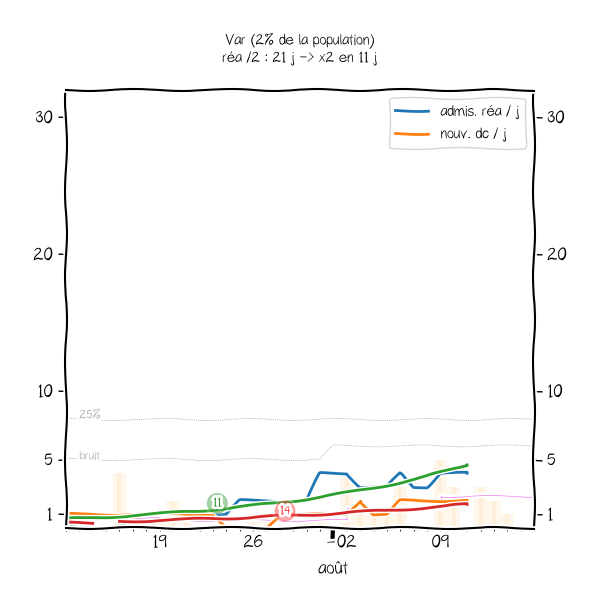 Var (2% de la population)
réa /2 : 21 j -> x2 en 11 j
admis. réa / j
nouv. dc / j
30
30
20
20
10
10
25%
bruit
5
5
11
14
1
1
19
26
02
09
août